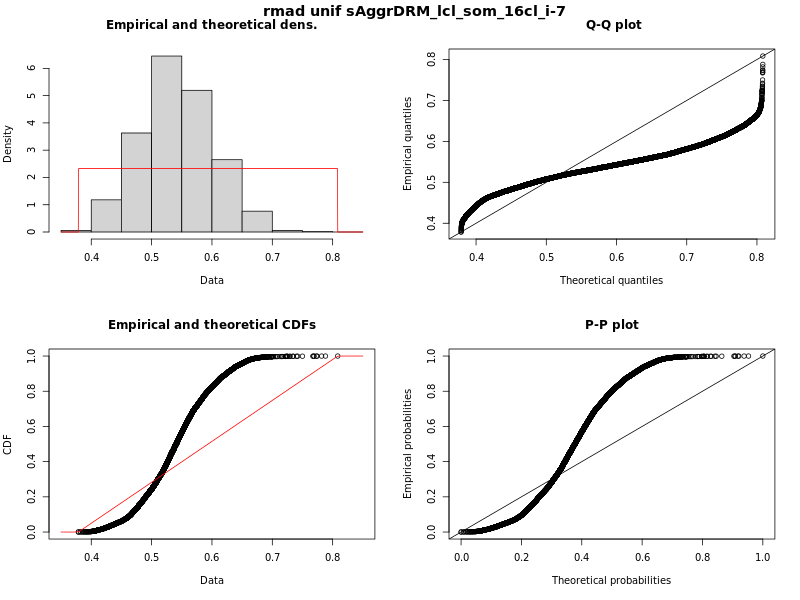 rmad unif sAggrDRM_lcl_som_16cl_i-7
Empirical and theoretical dens.
Density
0 1 2 3 4 5 6
0.4 0.5 0.6 0.7 0.8
Data
Q-Q plot
Empirical quantiles
0.4 0.5 0.6 0.7 0.8
0.4 0.5 0.6 0.7 0.8
Theoretical quantiles
Empirical and theoretical CDFs
CDF
0.0 0.2 0.4 0.6 0.8 1.0
0.4 0.5 0.6 0.7 0.8
Data
P-P plot
Empirical probabilities
0.0 0.2 0.4 0.6 0.8 1.0
0.0 0.2 0.4 0.6 0.8 1.0
Theoretical probabilities